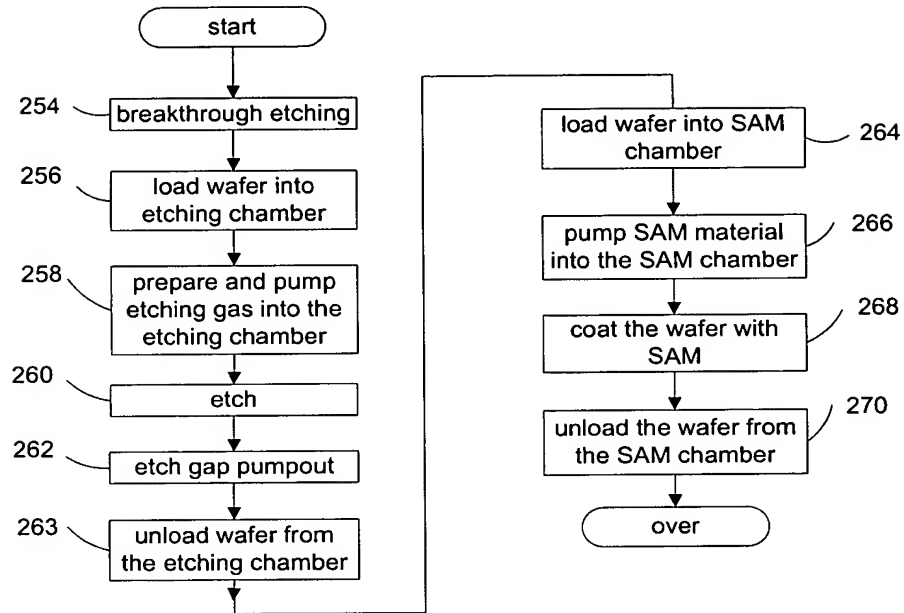 start
254
breakthrough etching
256
load wafer into
etching chamber
258
prepare and pump
etching gas into the
etching chamber
260
etch
262
etch gap pumpout
263
unload wafer from
the etching chamber
load wafer into SAM
chamber
264
pump SAM material
into the SAM chamber
266
coat the wafer with
SAM
268
unload the wafer from
the SAM chamber
270
over